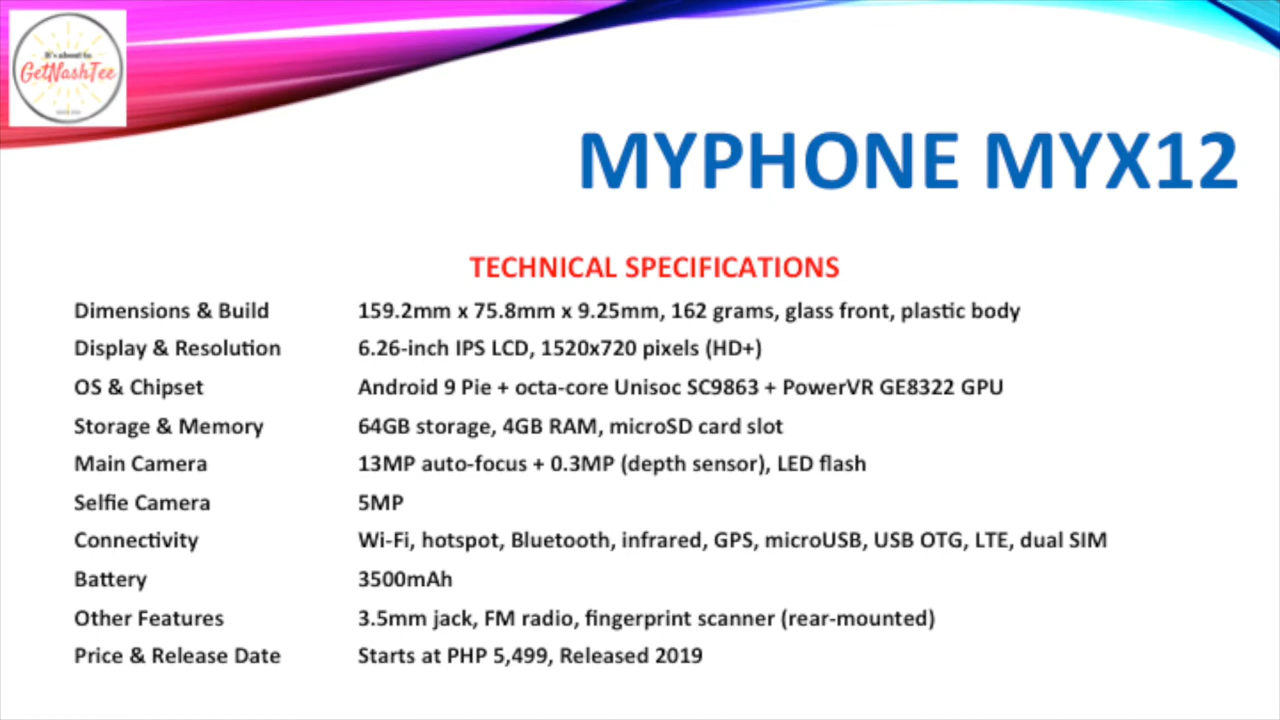 It's about to
GetNashTee
MYPHONE MYX12
TECHNICAL SPECIFICATIONS
Dimensions & Build 159.2mm x 75.8mm x 9.25mm, 162 grams, glass front, plastic body
Display & Resolution 6.26-inch IPS LCD, 1520x720 pixels (HD+)
OS & Chipset Android 9 Pie + octa-core Unisoc SC9863 + PowerVR GE8322 GPU
Storage & Memory 64GB storage, 4GB RAM, microSD card slot
Main Camera 13MP auto-focus + 0.3MP (depth sensor), LED flash
Selfie Camera 5MP
Connectivity Wi-Fi, hotspot, Bluetooth, infrared, GPS, microUSB, USB OTG, LTE, dual SIM
Battery 3500mAh
Other Features 3.5mm jack, FM radio, fingerprint scanner (rear-mounted)
Price & Release Date Starts at PHP 5,499, Released 2019